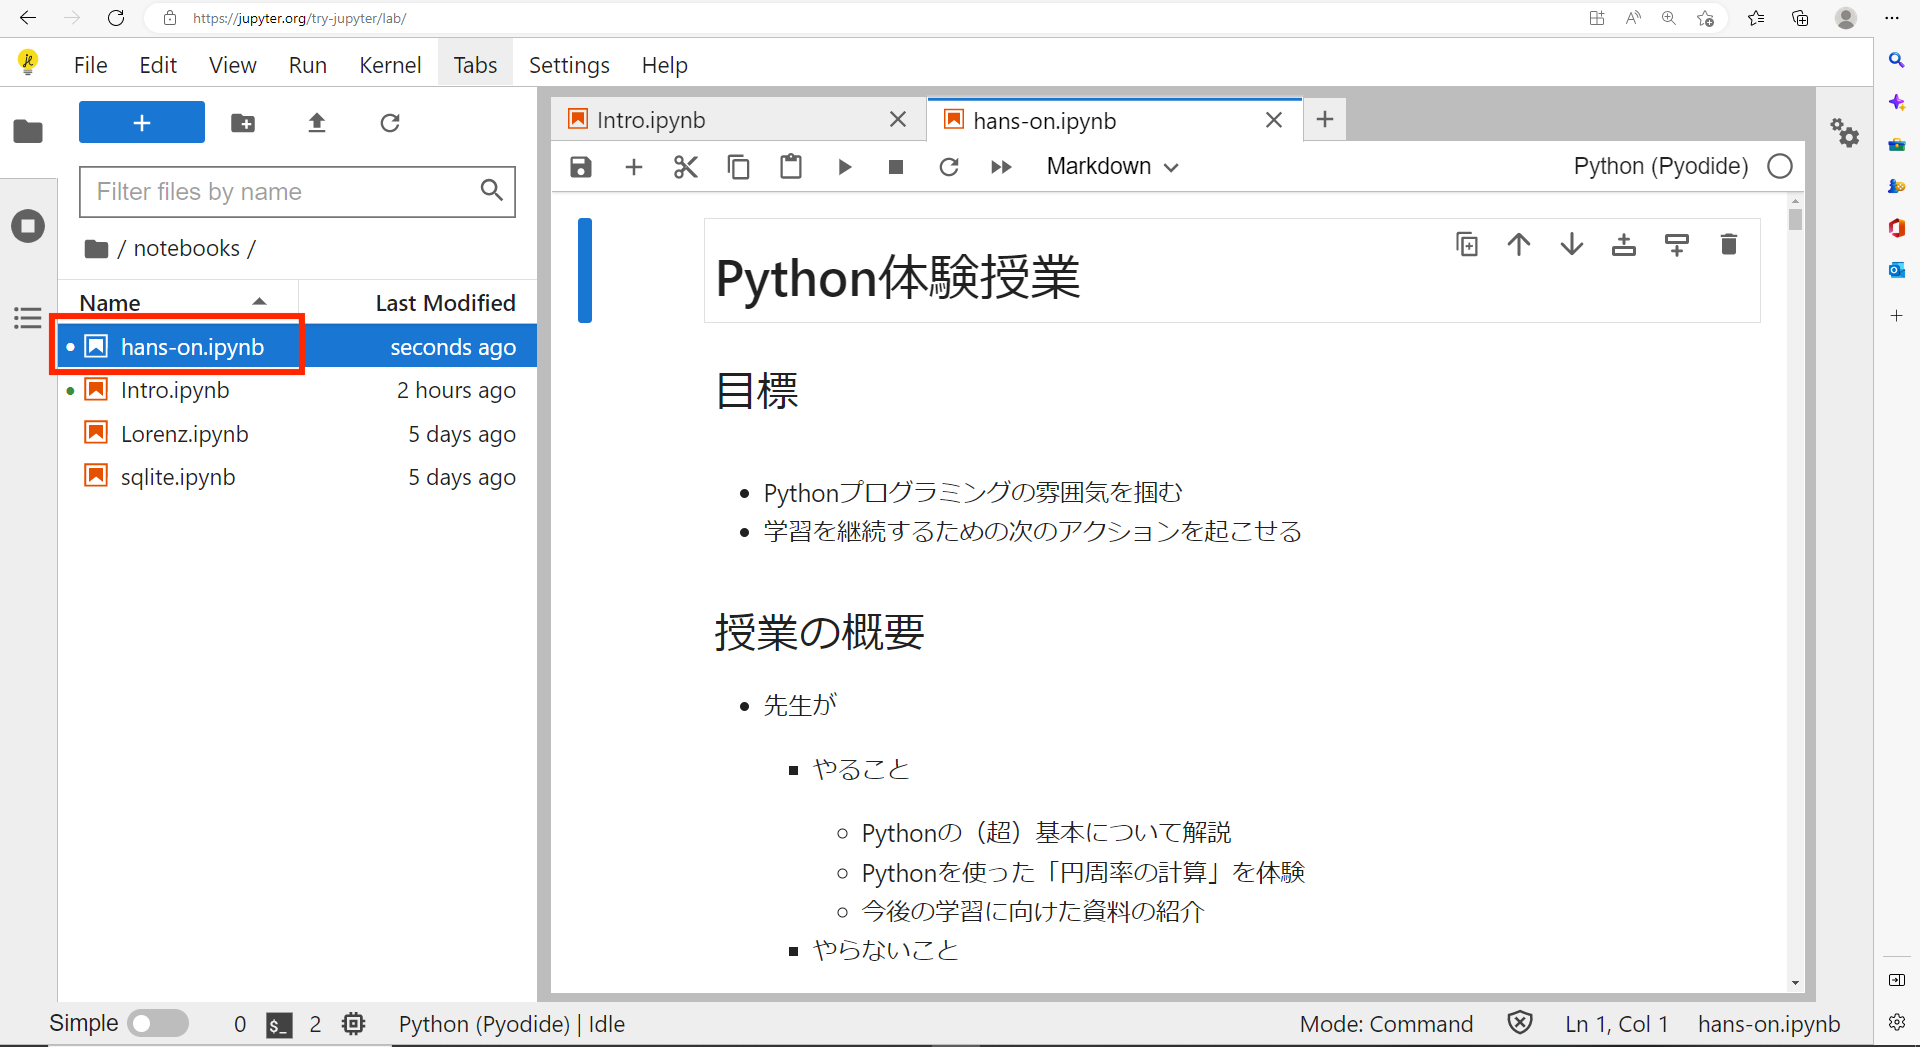 https://jupyter.org/try-jupyter/lab/
File Edit View Run Kernel Tabs Settings Help
Filter files by name
/ notebooks /
Name Last Modified
hans-on.ipynb seconds ago
Intro.ipynb 2 hours ago
Lorenz.ipynb 5 days ago
sqlite.ipynb 5 days ago
Intro.ipynb hans-on.ipynb
Markdown Python (Pyodide)
Python体験授業
目標
Pythonプログラミングの雰囲気を掴む
学習を継続するための次のアクションを起こせる
授業の概要
先生が
やること
Pythonの（超）基本について解説
Pythonを使った「円周率の計算」を体験
今後の学習に向けた資料の紹介
やらないこと
Simple 0 $_ 2 Python (Pyodide) | Idle Mode: Command Ln 1, Col 1 hans-on.ipynb